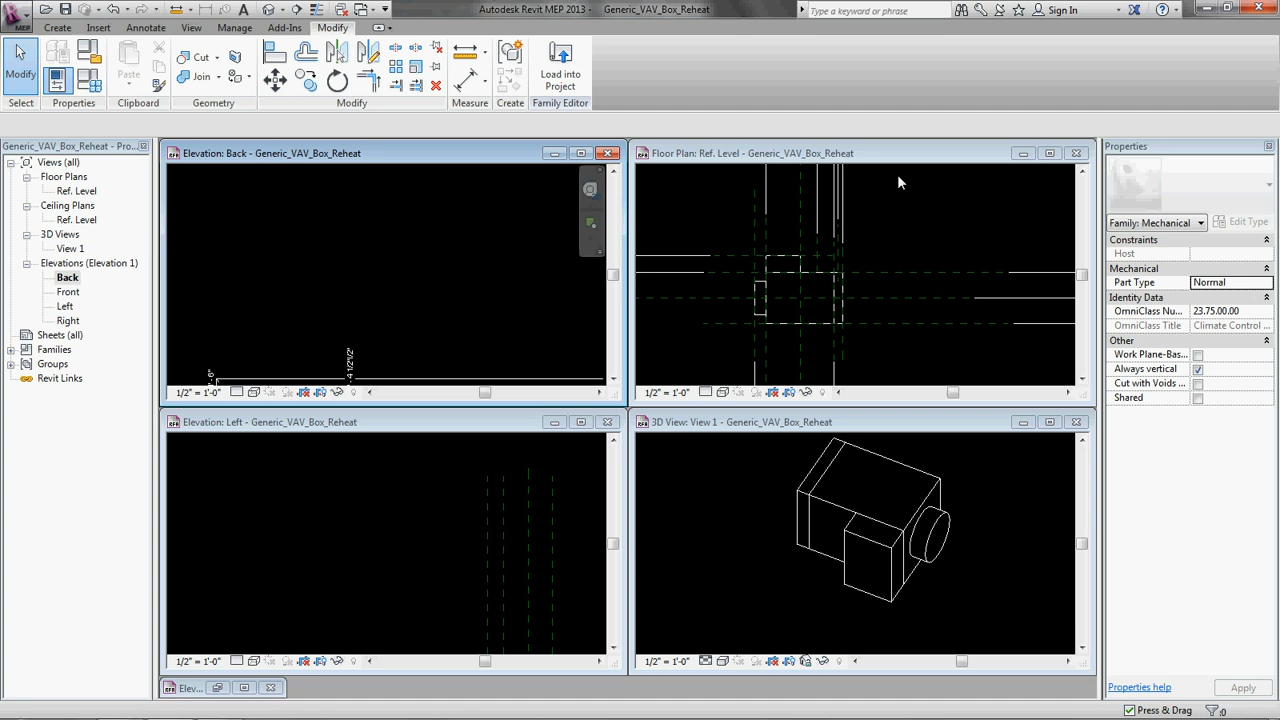 Autodesk Revit MEP 2013 - Generic_VAV_Box_Reheat
Type a keyword or phrase
Sign In
MEP
Create Insert Annotate View Manage Add-Ins Modify
Modify
Paste
Cut
Join
Load into
Project
Select Properties Clipboard Geometry Modify Measure Create Family Editor
Generic_VAV_Box_Reheat - Pro...
Views (all)
Floor Plans
Ref. Level
Ceiling Plans
Ref. Level
3D Views
View 1
Elevations (Elevation 1)
Back
Front
Left
Right
Sheets (all)
Families
Groups
Revit Links
Elevation: Back - Generic_VAV_Box_Reheat
1/2" = 1'-0"
Floor Plan: Ref. Level - Generic_VAV_Box_Reheat
1/2" = 1'-0"
Elevation: Left - Generic_VAV_Box_Reheat
1/2" = 1'-0"
3D View: View 1 - Generic_VAV_Box_Reheat
1/2" = 1'-0"
Elev...
Properties
Family: Mechanical
Edit Type
Constraints
Host
Mechanical
Part Type Normal
Identity Data
OmniClass Nu... 23.75.00.00
OmniClass Title Climate Control ...
Other
Work Plane-Bas...
Always vertical
Cut with Voids ...
Shared
Properties help
Apply
Press & Drag
:0